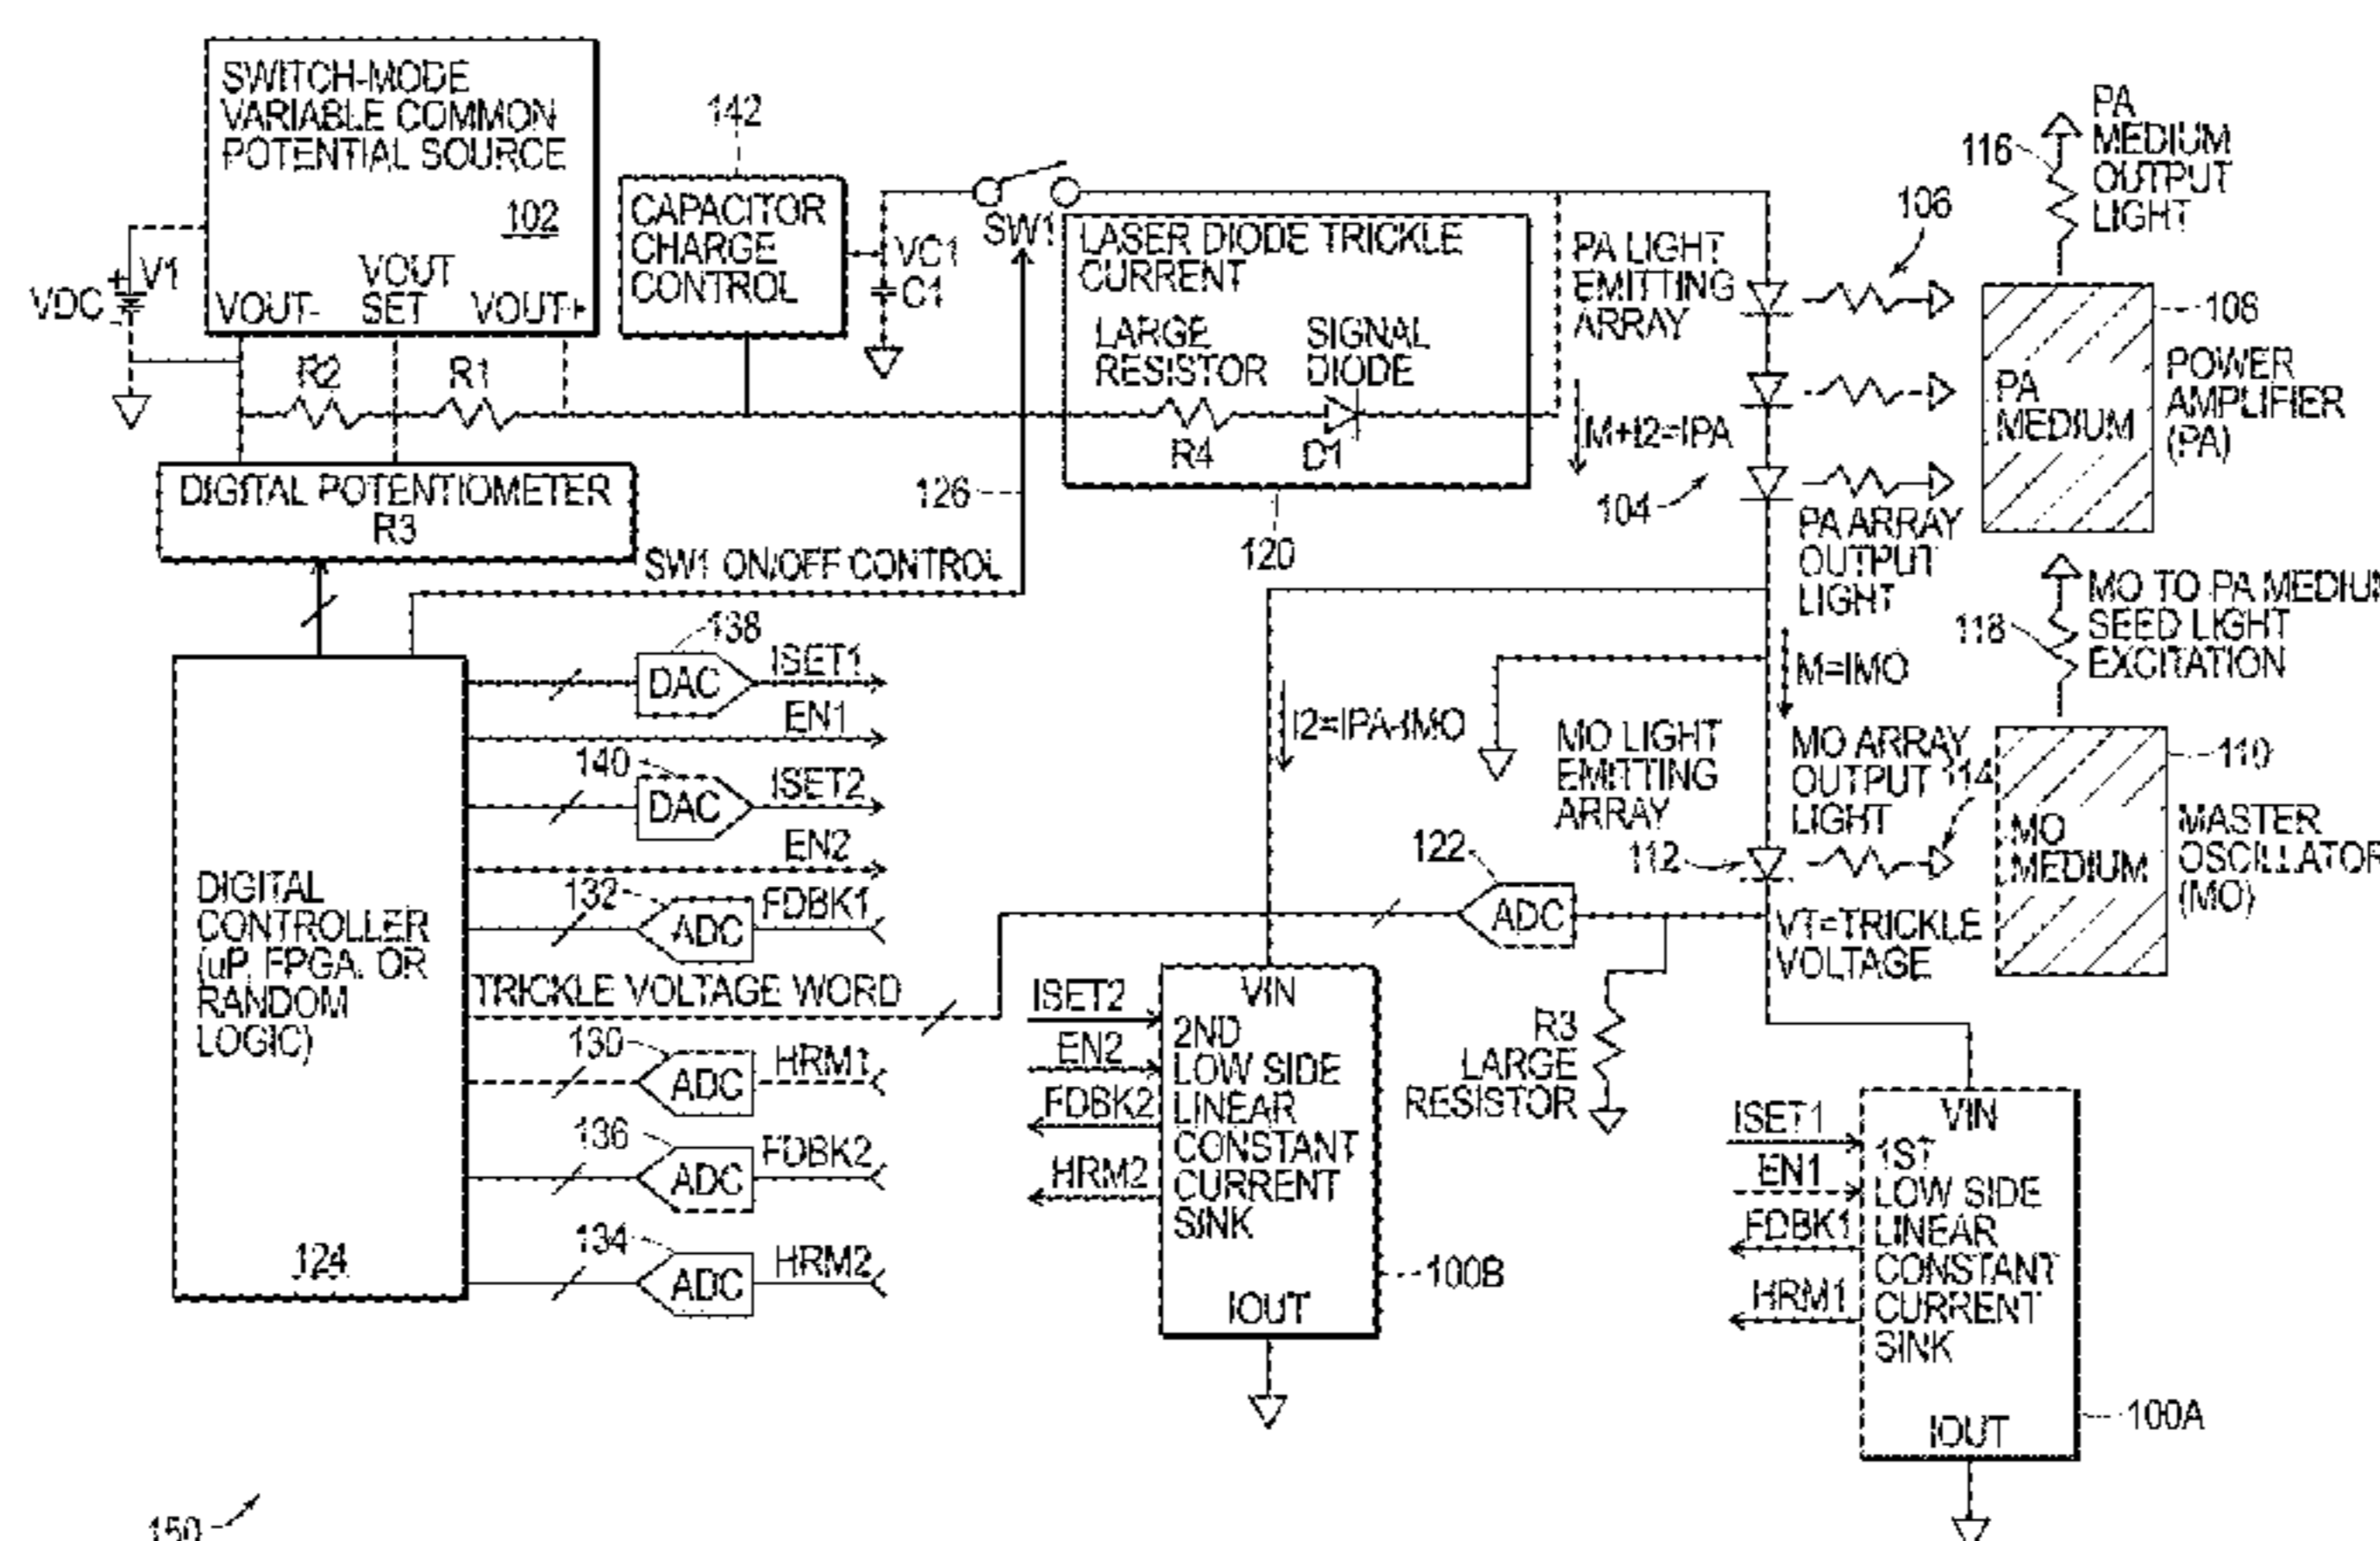 SWITCH-MODE
VARIABLE COMMON
POTENTIAL SOURCE
102
VOUT-
VOUT
SET
VOUT+
+
V1
VDC
-
R2
R1
DIGITAL POTENTIOMETER
R3
142
CAPACITOR
CHARGE
CONTROL
VC1
C1
SW1
LASER DIODE TRICKLE
CURRENT
LARGE
RESISTOR
R4
SIGNAL
DIODE
D1
120
126
SW1 ON/OFF CONTROL
PA LIGHT
EMITTING
ARRAY
M+I2=IPA
104
106
116
PA
MEDIUM
OUTPUT
LIGHT
PA
MEDIUM
108
POWER
AMPLIFIER
(PA)
PA ARRAY
OUTPUT
LIGHT
118
MO TO PA MEDIUM
SEED LIGHT
EXCITATION
M=IMO
I2=IPA-IMO
MO LIGHT
EMITTING
ARRAY
MO ARRAY
OUTPUT
LIGHT
114
112
MO
MEDIUM
110
MASTER
OSCILLATOR
(MO)
122
ADC
VT=TRICKLE
VOLTAGE
R3
LARGE
RESISTOR
DIGITAL
CONTROLLER
(uP, FPGA, OR
RANDOM
LOGIC)
124
138
DAC
ISET1
EN1
140
DAC
ISET2
EN2
132
ADC
FDBK1
TRICKLE VOLTAGE WORD
130
ADC
HRM1
136
ADC
FDBK2
134
ADC
HRM2
ISET2
EN2
FDBK2
HRM2
VIN
2ND
LOW SIDE
LINEAR
CONSTANT
CURRENT
SINK
IOUT
100B
ISET1
EN1
FDBK1
HRM1
VIN
1ST
LOW SIDE
LINEAR
CONSTANT
CURRENT
SINK
IOUT
100A
150